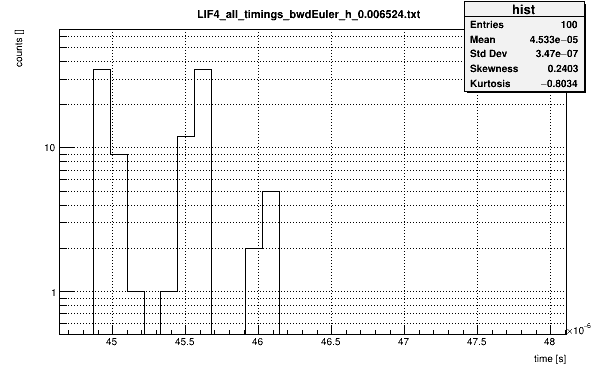 LIF4_all_timings_bwdEuler_h_0.006524.txt
hist
Entries 100
Mean 4.533e−05
Std Dev 3.47e−07
Skewness 0.2403
Kurtosis −0.8034
counts []
10
1
45 45.5 46 46.5 47 47.5 48
×10−6
time [s]